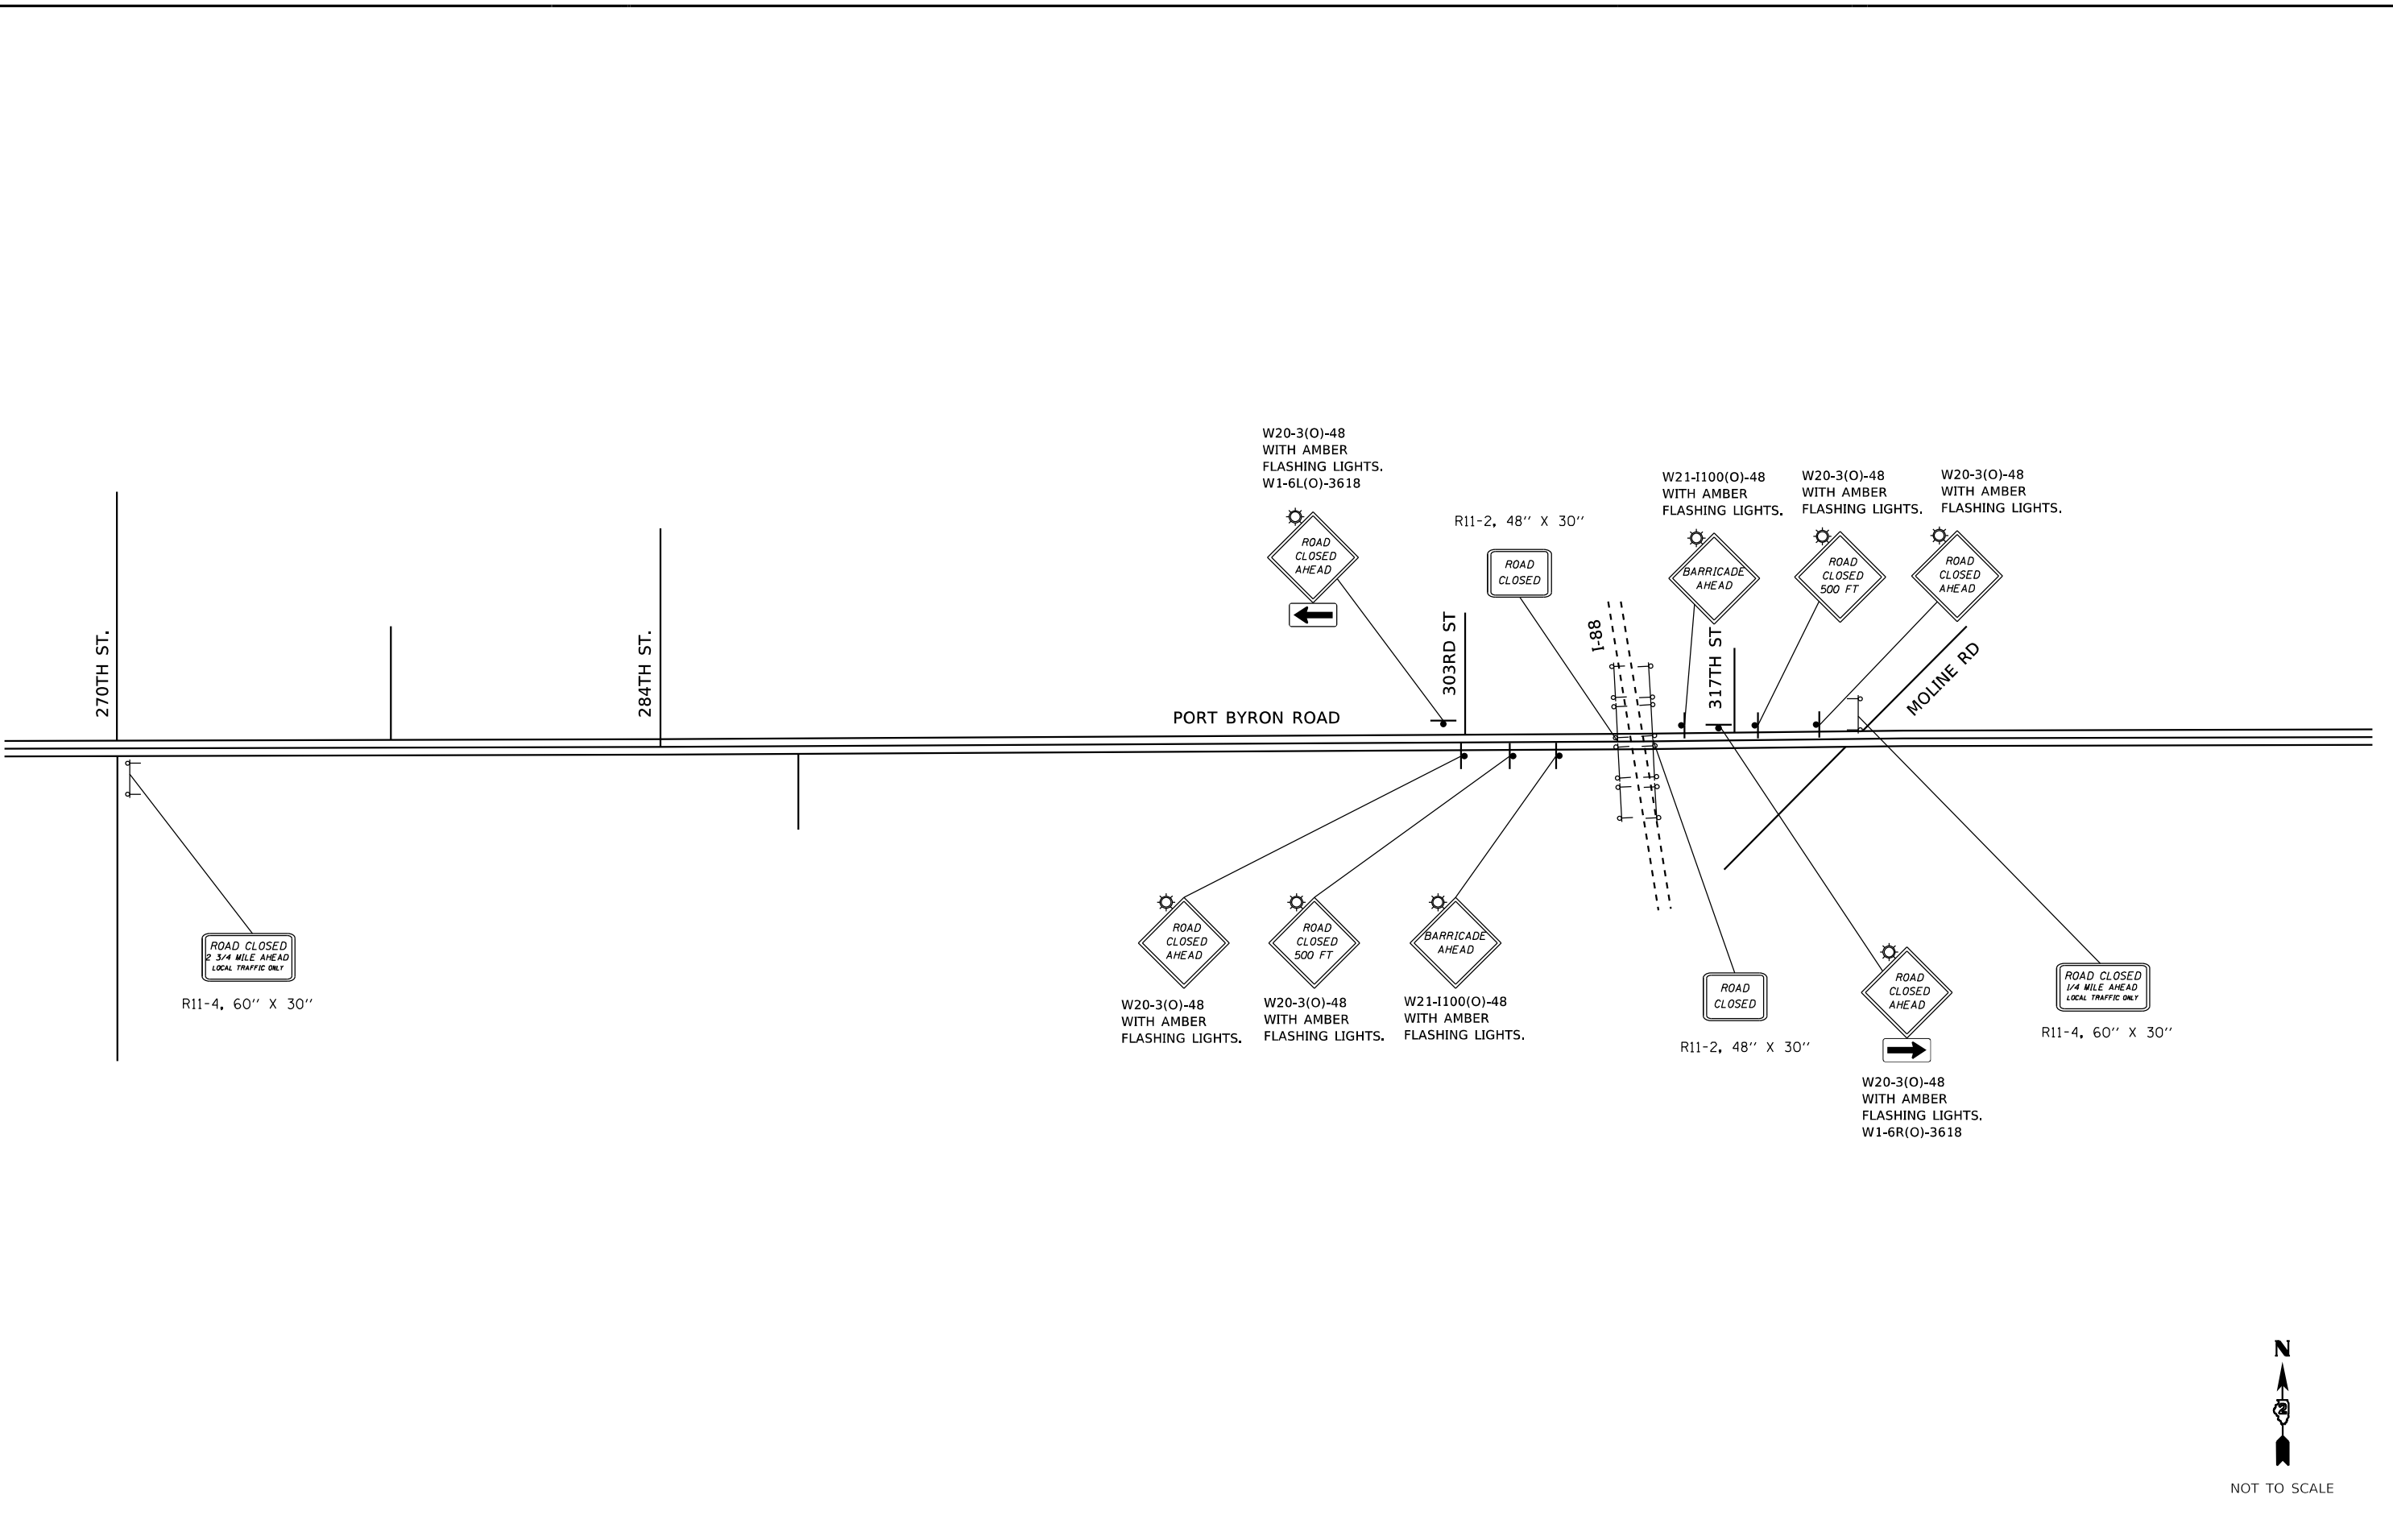 W20-3(O)-48
WITH AMBER
FLASHING LIGHTS.
W1-6L(O)-3618
ROAD
CLOSED
AHEAD
R11-2, 48'' X 30''
ROAD
CLOSED
W21-I100(O)-48
WITH AMBER
FLASHING LIGHTS.
BARRICADE
AHEAD
W20-3(O)-48
WITH AMBER
FLASHING LIGHTS.
ROAD
CLOSED
500 FT
W20-3(O)-48
WITH AMBER
FLASHING LIGHTS.
ROAD
CLOSED
AHEAD
270TH ST.
284TH ST.
PORT BYRON ROAD
303RD ST
I-88
317TH ST
MOLINE RD
ROAD CLOSED
2 3/4 MILE AHEAD
LOCAL TRAFFIC ONLY
R11-4, 60'' X 30''
ROAD
CLOSED
AHEAD
W20-3(O)-48
WITH AMBER
FLASHING LIGHTS.
ROAD
CLOSED
500 FT
W20-3(O)-48
WITH AMBER
FLASHING LIGHTS.
BARRICADE
AHEAD
W21-I100(O)-48
WITH AMBER
FLASHING LIGHTS.
ROAD
CLOSED
R11-2, 48'' X 30''
ROAD
CLOSED
AHEAD
W20-3(O)-48
WITH AMBER
FLASHING LIGHTS.
W1-6R(O)-3618
ROAD CLOSED
1/4 MILE AHEAD
LOCAL TRAFFIC ONLY
R11-4, 60'' X 30''
N
2
NOT TO SCALE